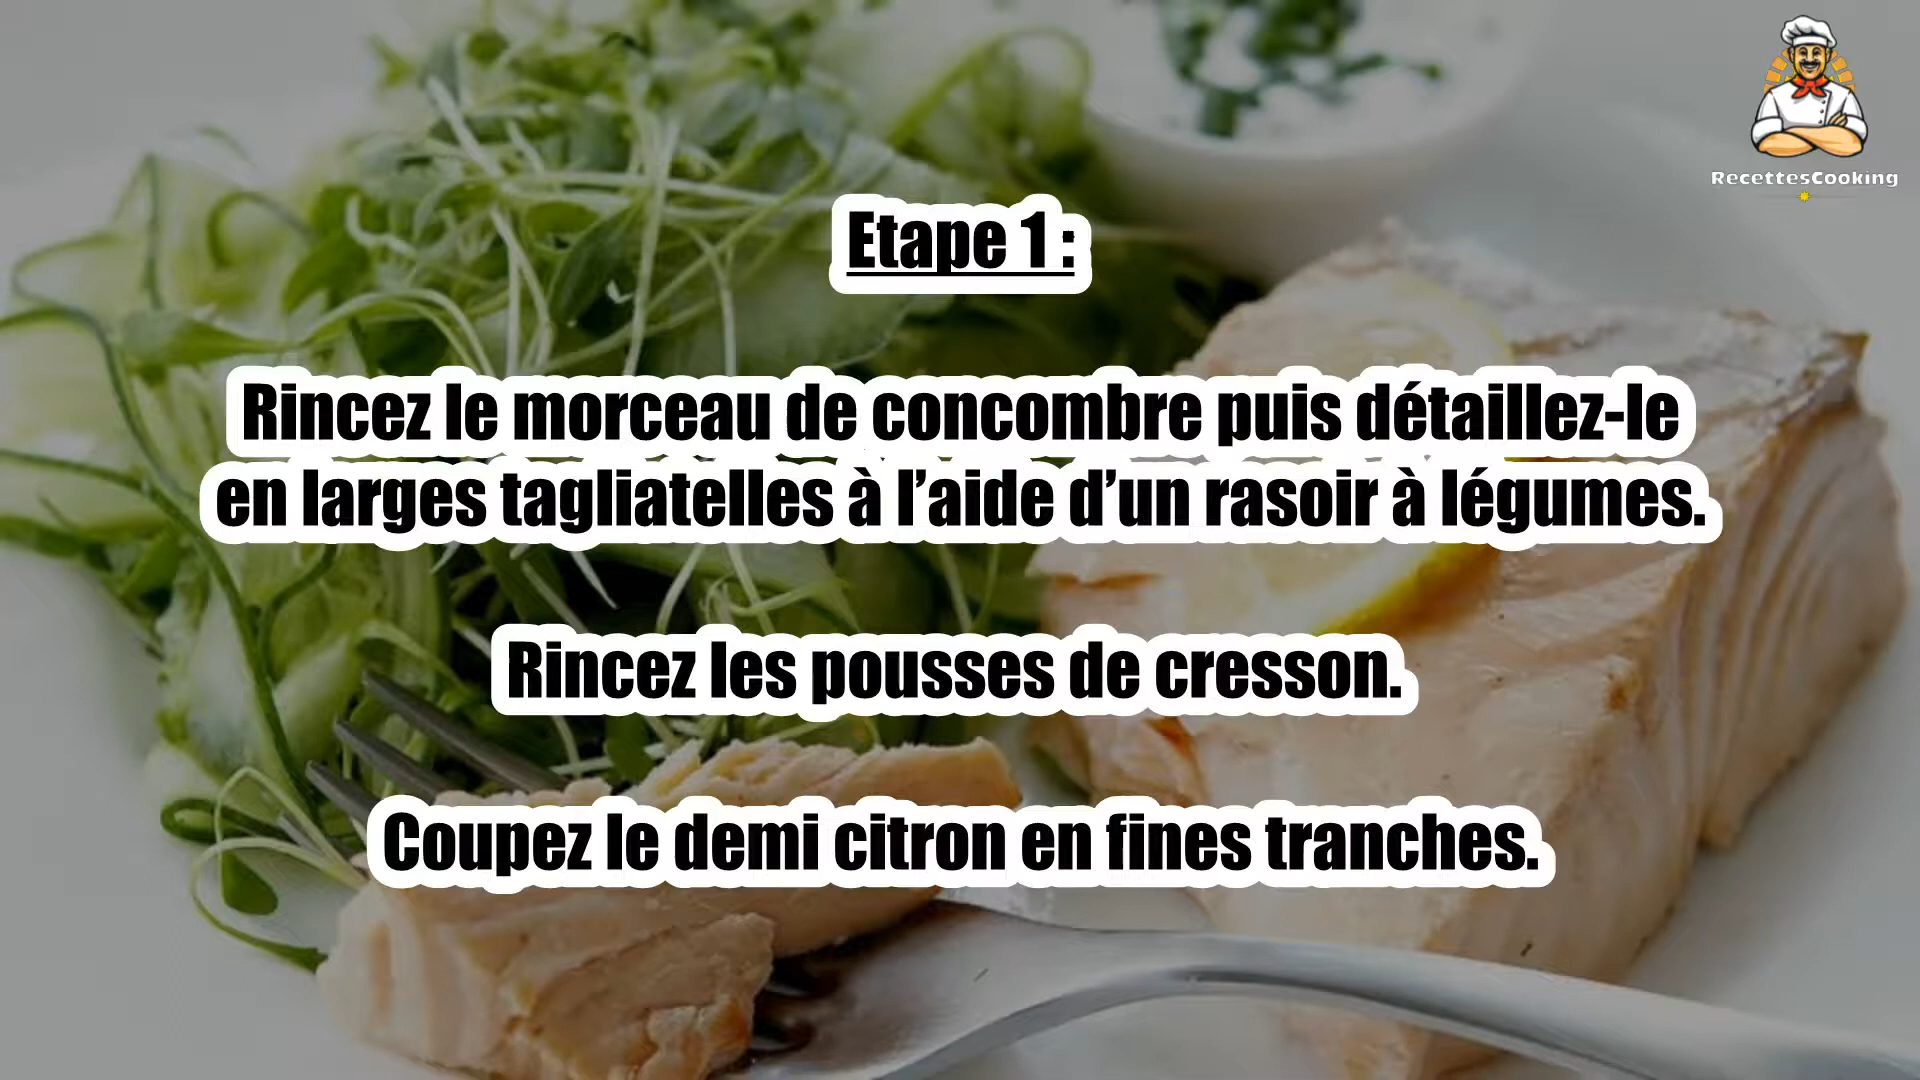 RecettesCooking
Etape 1 :
Rincez le morceau de concombre puis détaillez-le
en larges tagliatelles à l’aide d’un rasoir à légumes.
Rincez les pousses de cresson.
Coupez le demi citron en fines tranches.